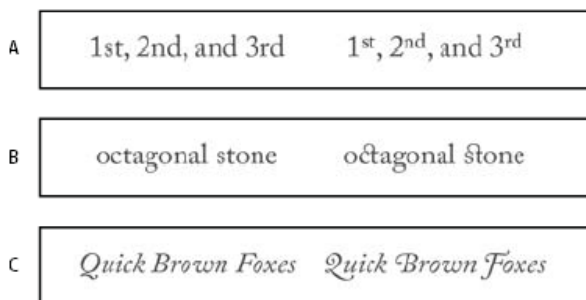 A 1st, 2nd, and 3rd 1st, 2nd, and 3rd
B octagonal stone octagonal stone
C Quick Brown Foxes Quick Brown Foxes